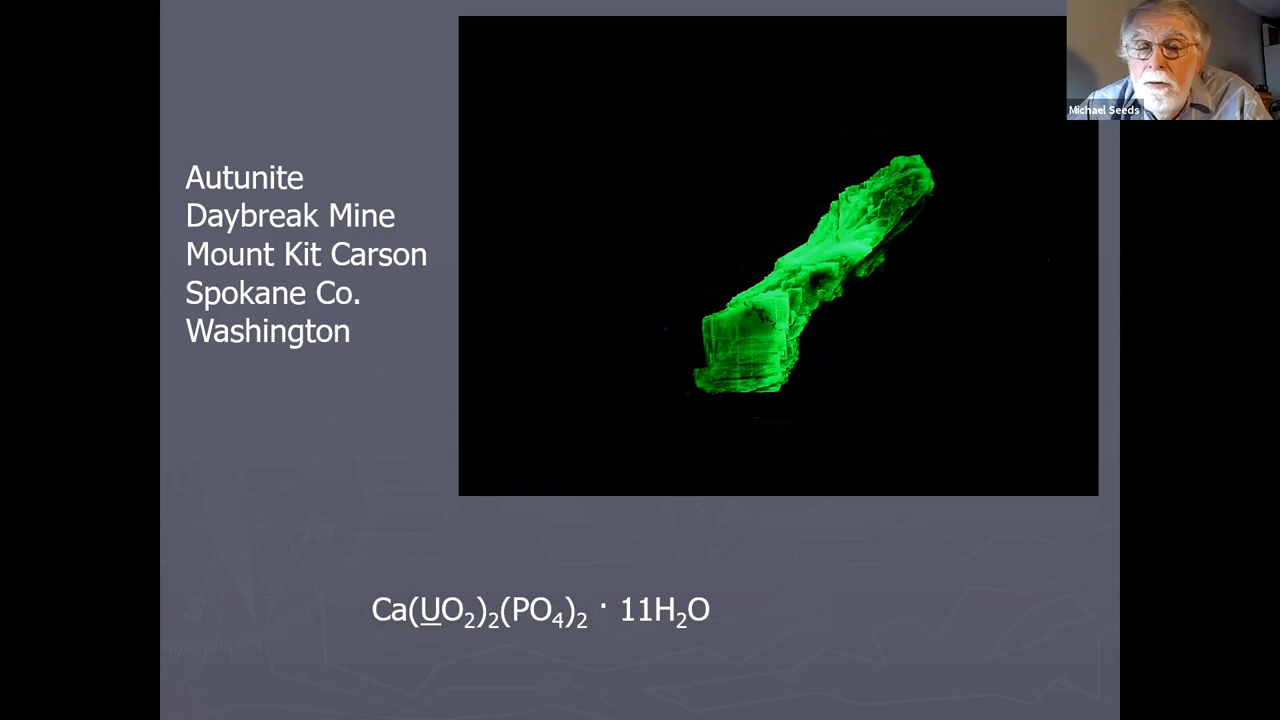 Michael Seeds
Autunite
Daybreak Mine
Mount Kit Carson
Spokane Co.
Washington
Ca(UO₂)₂(PO₄)₂ · 11H₂O